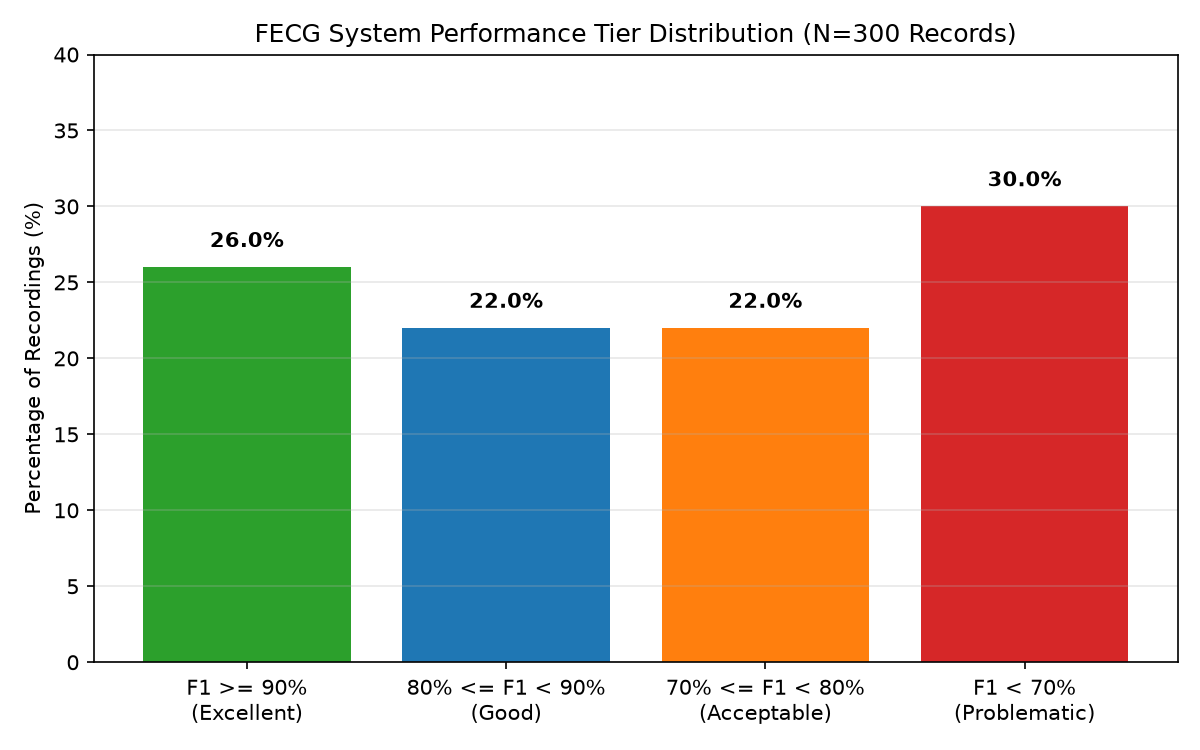 FECG System Performance Tier Distribution (N=300 Records)
Percentage of Recordings (%)
40
35
30
25
20
15
10
5
0
26.0%
22.0%
22.0%
30.0%
F1 >= 90%
(Excellent)
80% <= F1 < 90%
(Good)
70% <= F1 < 80%
(Acceptable)
F1 < 70%
(Problematic)